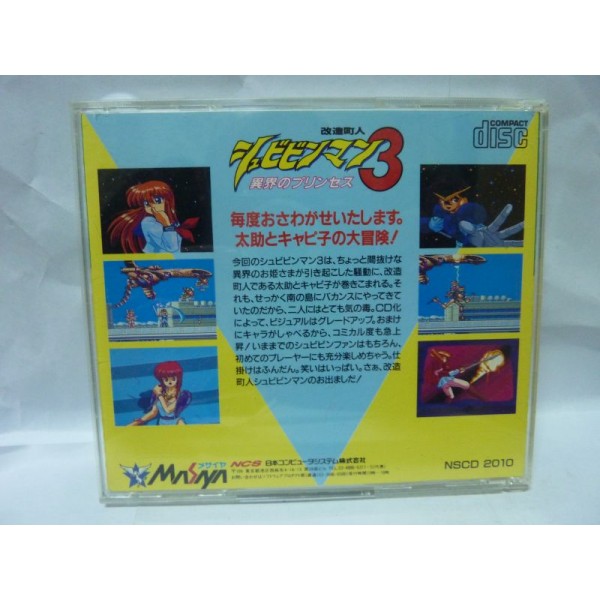 改造町人
シュビビンマン3
異界のプリンセス
COMPACT
disc
毎度おさわがせいたします。
太助とキャピ子の大冒険!
今回のシュビビンマン3は、ちょっと間抜けな
異界のお姫さまが引き起こした騒動に、改造
町人である太助とキャピ子が巻きこまれる。そ
れも、せっかく南の島にバカンスにやってきて
いたのだから、二人にはとても気の毒。CD化
によって、ビジュアルはグレードアップ。おまけ
にキャラがしゃべるから、コミカル度も急上
昇!いままでのシュビビンファンはもちろん、
初めてのプレーヤーにも充分楽しめちゃう。仕
掛けはふんだん。笑いはいっぱい。さぁ、改造
町人シュビビンマンのお出ましだ!
メサイヤ
MASAYA
NCS 日本コンピュータシステム株式会社
NSCD 2010